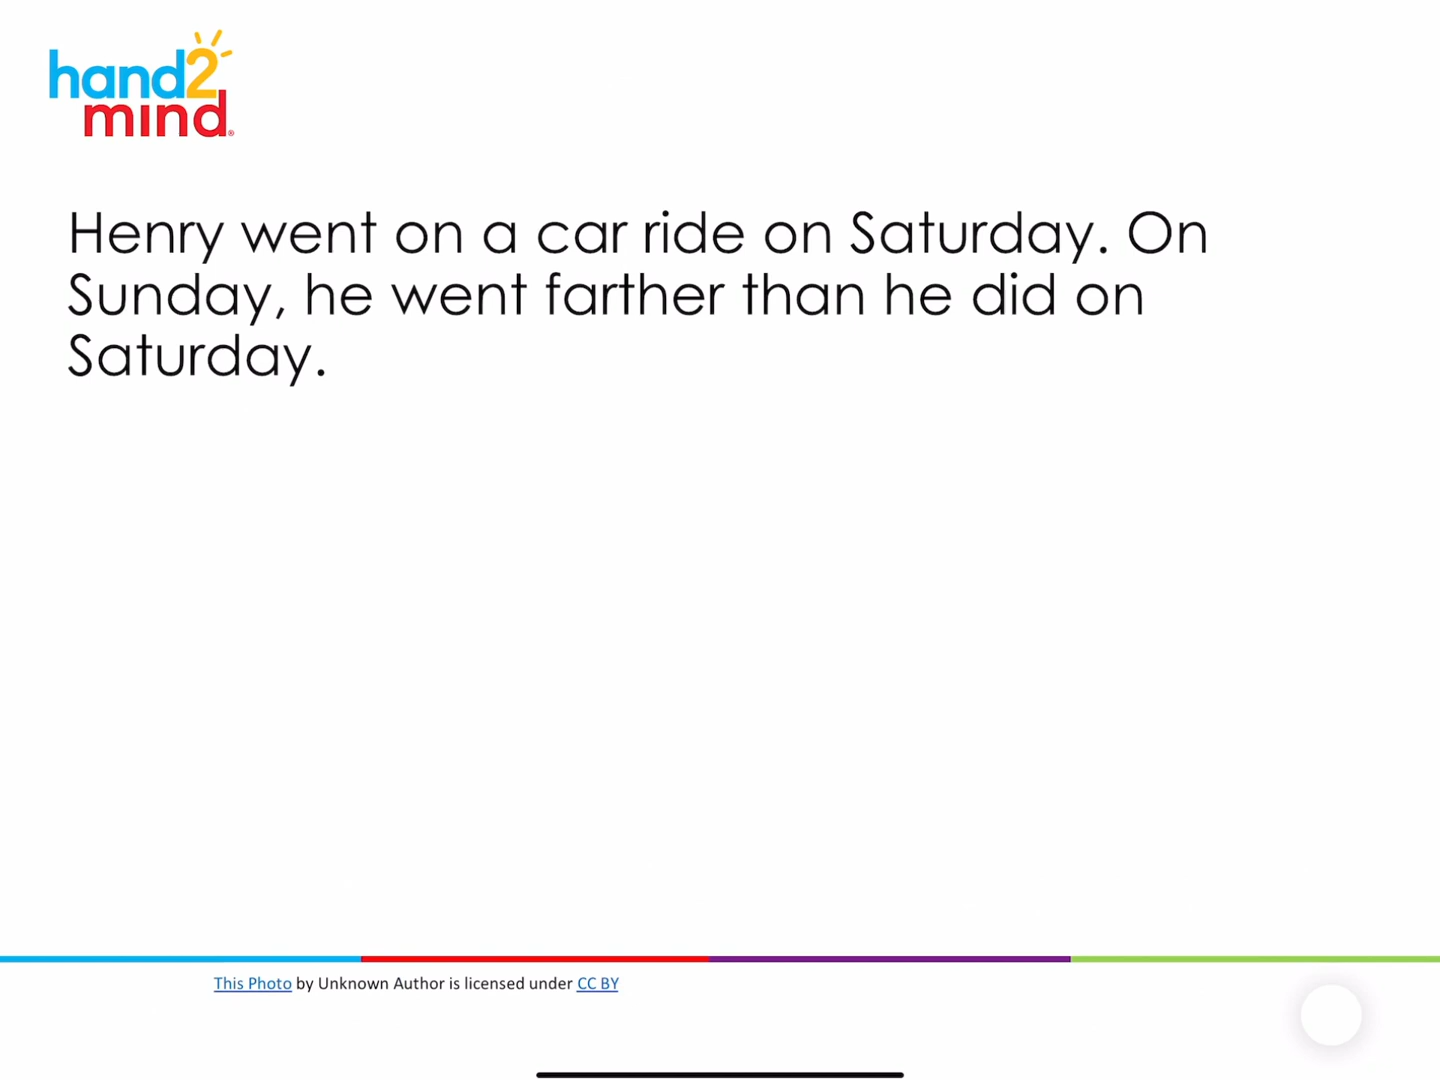 hand2
mind®
Henry went on a car ride on Saturday. On
Sunday, he went farther than he did on
Saturday.
This Photo by Unknown Author is licensed under CC BY